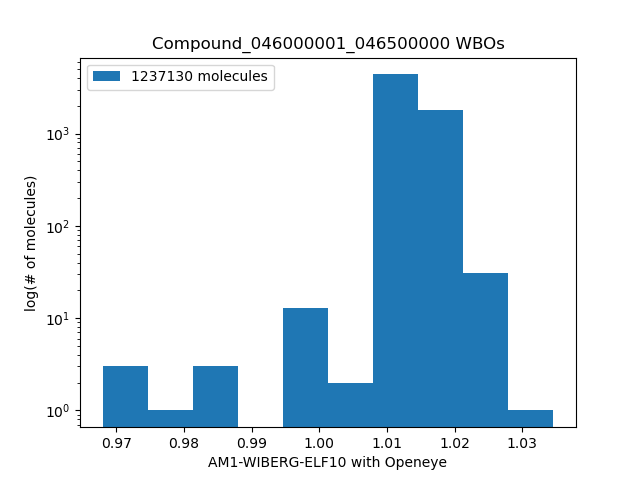 Compound_046000001_046500000 WBOs
1237130 molecules
log(# of molecules)
10³
10²
10¹
10⁰
0.97 0.98 0.99 1.00 1.01 1.02 1.03
AM1-WIBERG-ELF10 with Openeye